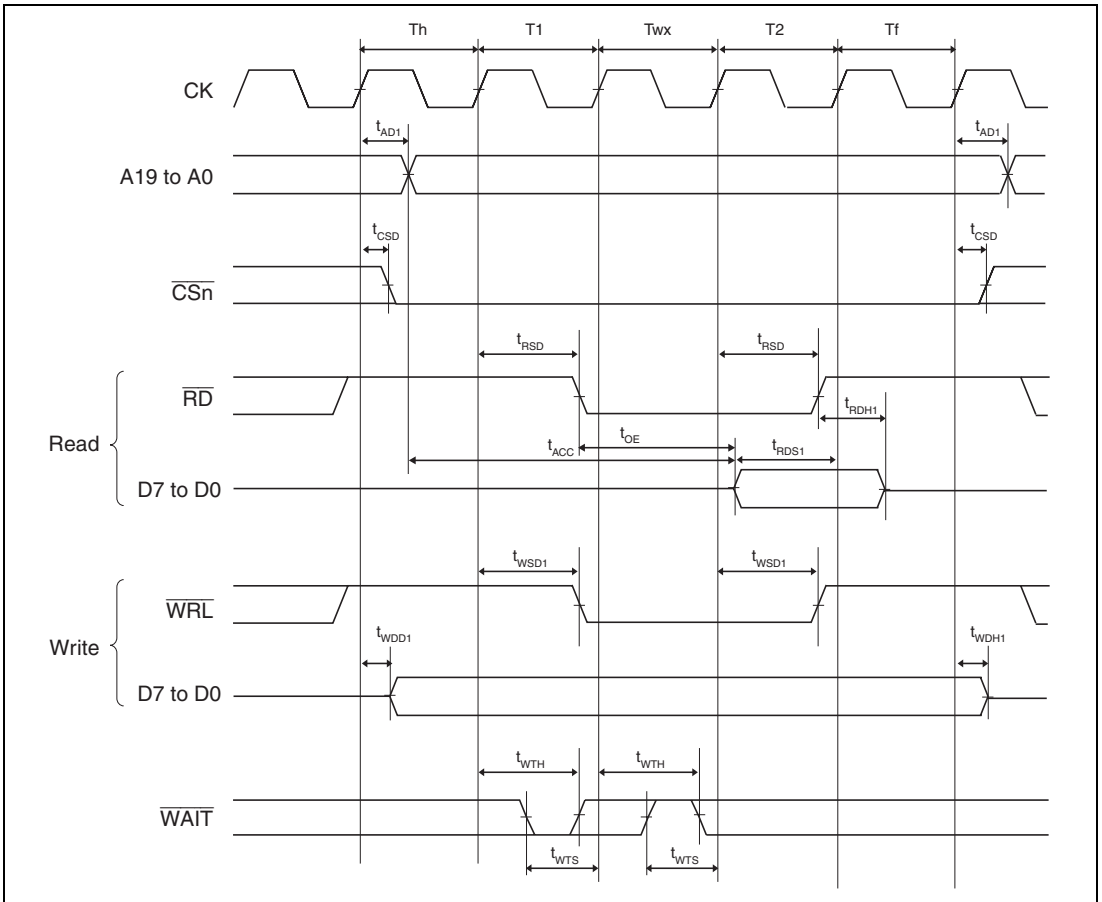 Th T1 Twx T2 Tf
CK
tAD1 tAD1
A19 to A0
tCSD tCSD
CSn
tRSD tRSD
RD
tRDH1
Read
tOE
tACC tRDS1
D7 to D0
tWSD1 tWSD1
WRL
tWDD1 tWDH1
Write
D7 to D0
tWTH tWTH
WAIT
tWTS tWTS